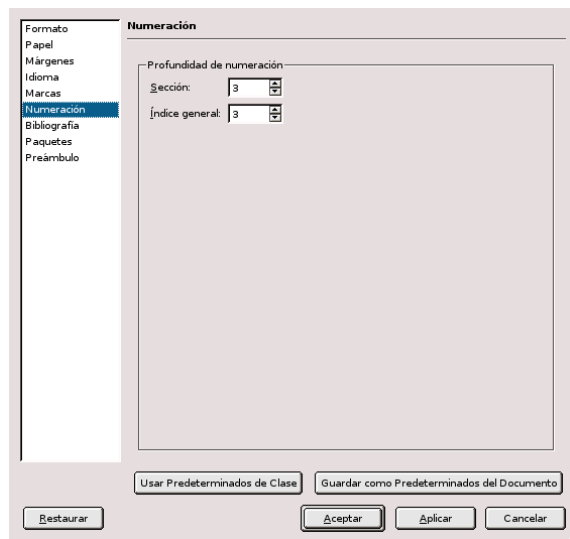 Formato
Papel
Márgenes
Idioma
Marcas
Numeración
Bibliografía
Paquetes
Preámbulo
Numeración
Profundidad de numeración
Sección: 3
Índice general: 3
Usar Predeterminados de Clase
Guardar como Predeterminados del Documento
Restaurar
Aceptar
Aplicar
Cancelar